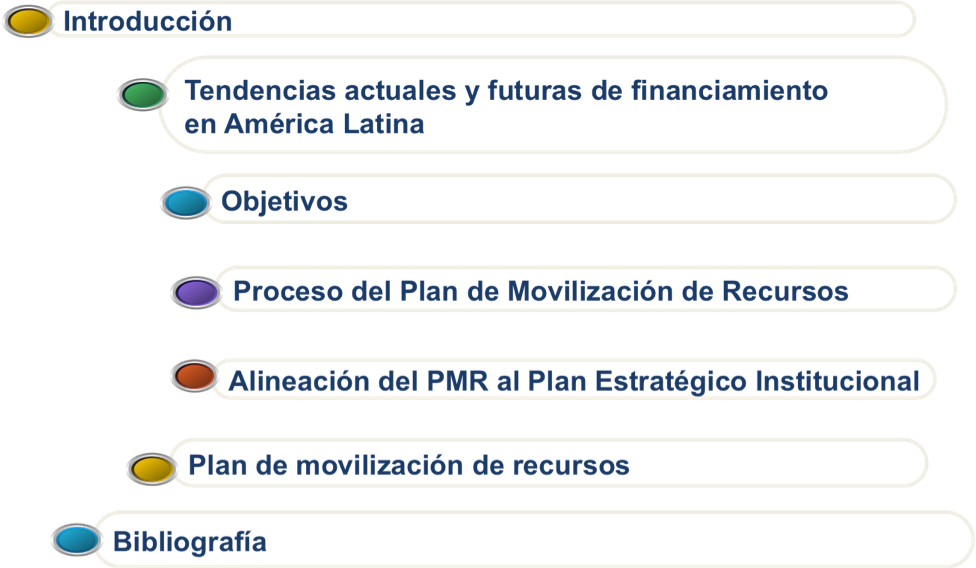 Introducción
Tendencias actuales y futuras de financiamiento
en América Latina
Objetivos
Proceso del Plan de Movilización de Recursos
Alineación del PMR al Plan Estratégico Institucional
Plan de movilización de recursos
Bibliografía